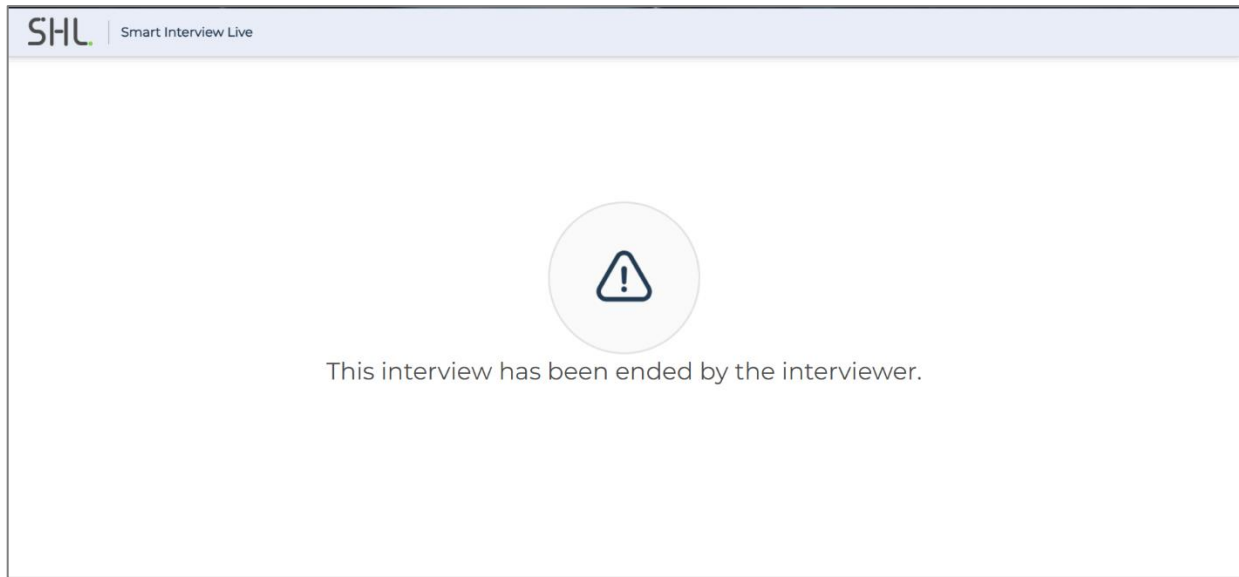 SHL. Smart Interview Live
This interview has been ended by the interviewer.